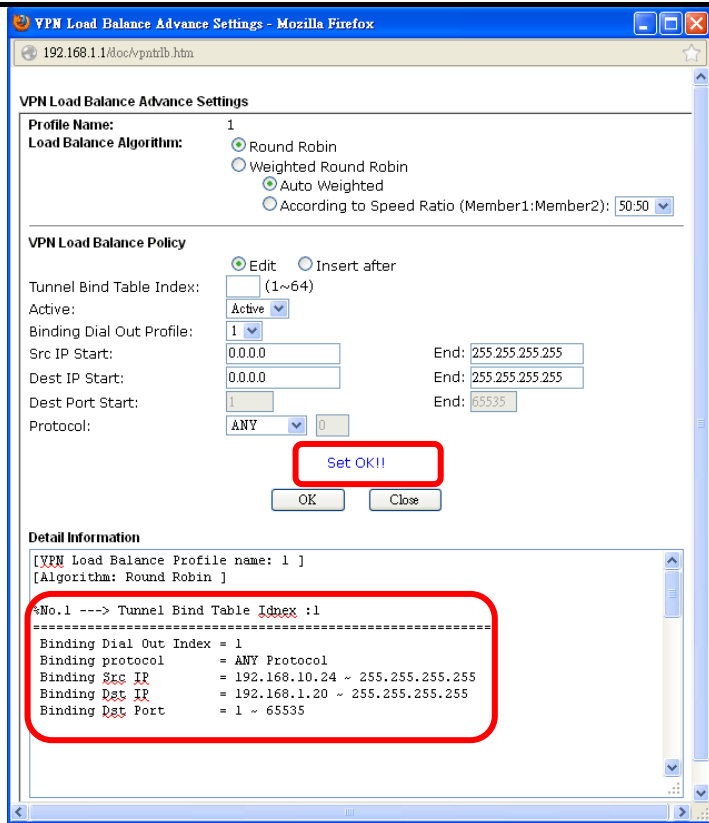 VPN Load Balance Advance Settings - Mozilla Firefox
192.168.1.1/doc/vpntrlb.htm
VPN Load Balance Advance Settings
Profile Name: 1
Load Balance Algorithm: Round Robin
Weighted Round Robin
Auto Weighted
According to Speed Ratio (Member1:Member2): 50:50
VPN Load Balance Policy
Edit Insert after
Tunnel Bind Table Index: (1~64)
Active: Active
Binding Dial Out Profile: 1
Src IP Start: 0.0.0.0 End: 255.255.255.255
Dest IP Start: 0.0.0.0 End: 255.255.255.255
Dest Port Start: 1 End: 65535
Protocol: ANY 0
Set OK!!
OK Close
Detail Information
[VPN Load Balance Profile name: 1 ]
[Algorithm: Round Robin ]
%No.1 ---> Tunnel Bind Table Idnex :1
============================================================
Binding Dial Out Index = 1
Binding protocol = ANY Protocol
Binding Src IP = 192.168.10.24 ~ 255.255.255.255
Binding Dst IP = 192.168.1.20 ~ 255.255.255.255
Binding Dst Port = 1 ~ 65535